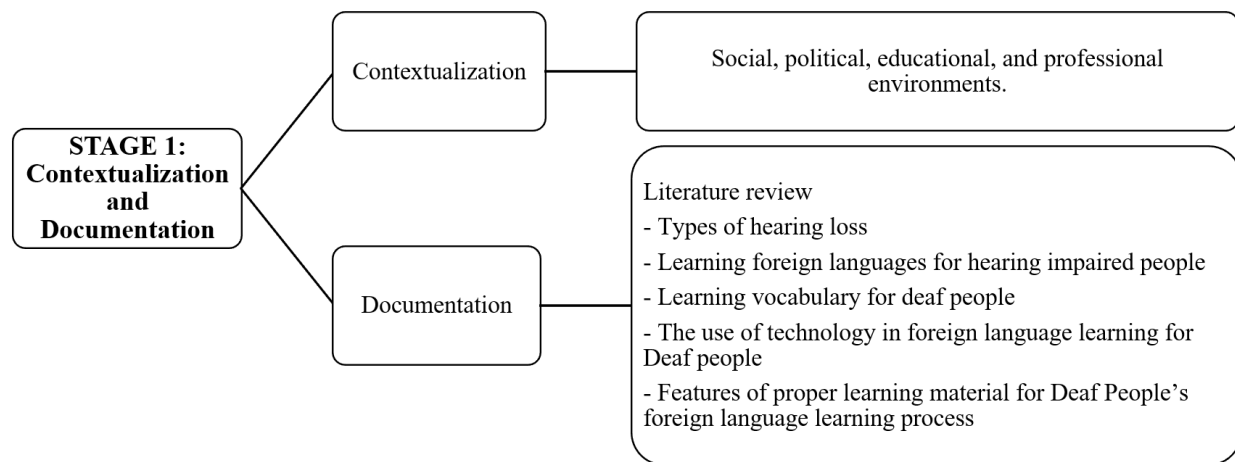 STAGE 1:
Contextualization
and
Documentation
Contextualization
Social, political, educational, and professional
environments.
Documentation
Literature review
- Types of hearing loss
- Learning foreign languages for hearing impaired people
- Learning vocabulary for deaf people
- The use of technology in foreign language learning for
Deaf people
- Features of proper learning material for Deaf People’s
foreign language learning process